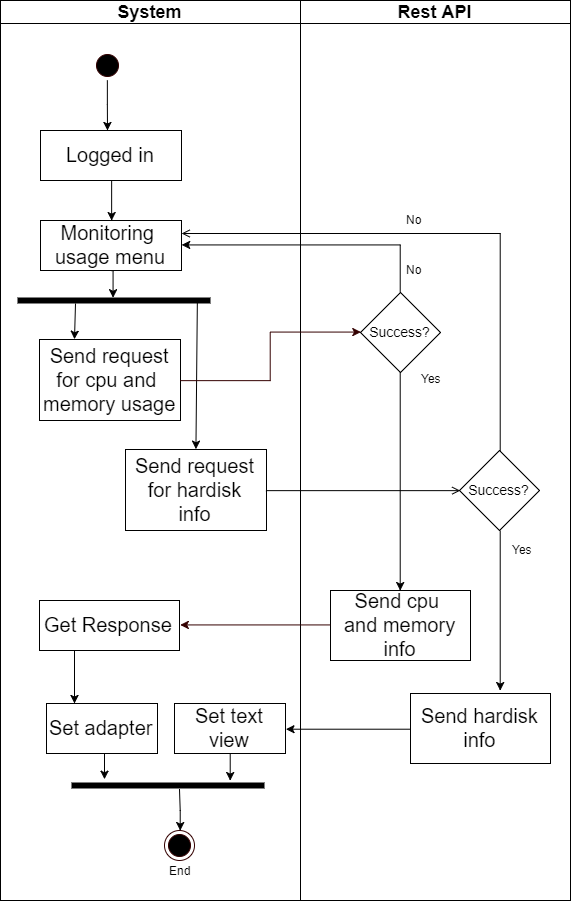 System
Rest API
Logged in
Monitoring
usage menu
No
No
Success?
Yes
Send request
for cpu and
memory usage
Send request
for hardisk
info
Success?
Yes
Send cpu
and memory
info
Get Response
Set adapter
Set text
view
Send hardisk
info
End